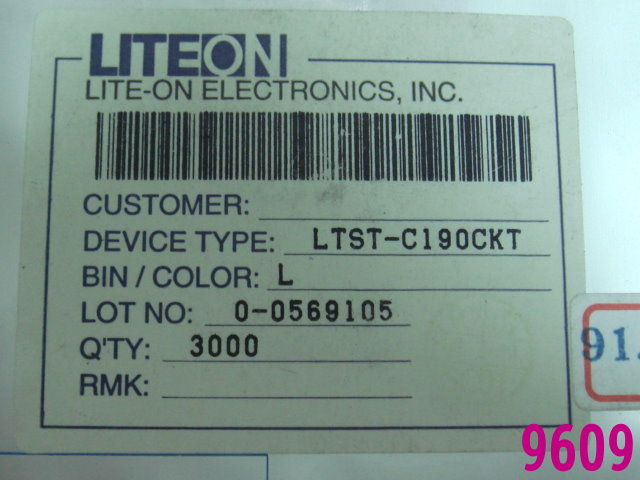 LITEON
LITE-ON ELECTRONICS, INC.
CUSTOMER:
DEVICE TYPE: LTST-C190CKT
BIN / COLOR: L
LOT NO: 0-0569105
Q'TY: 3000
RMK:
91.
9609